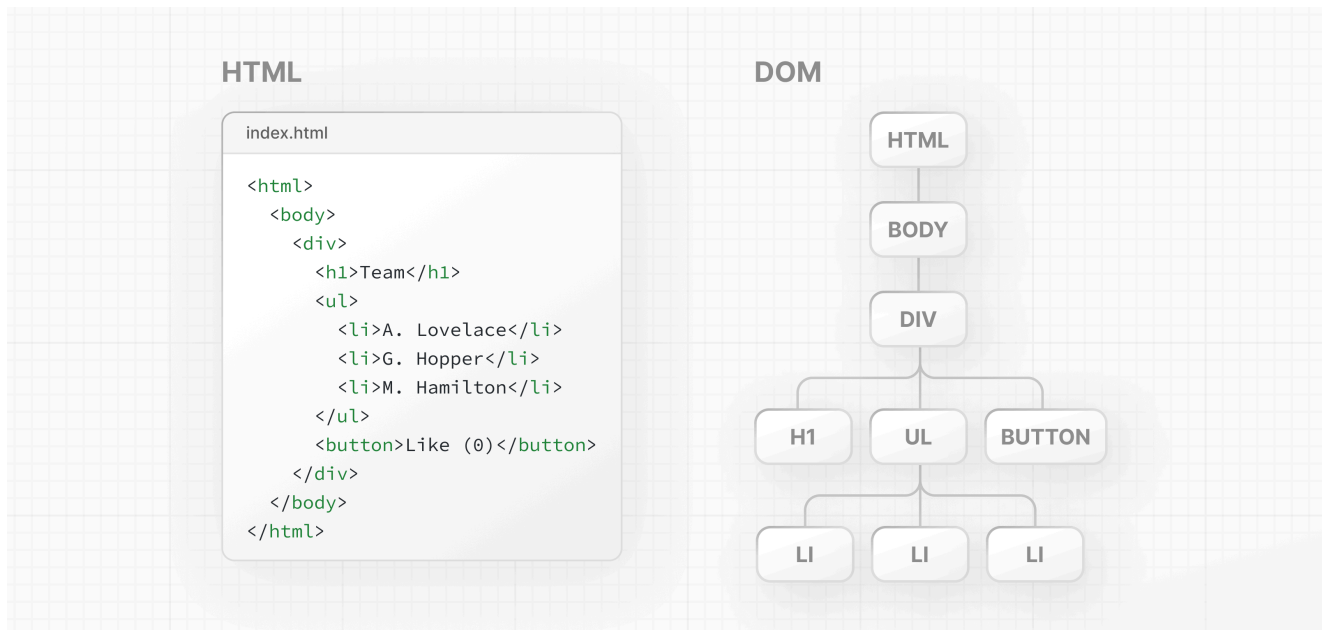 HTML
index.html
<html>
<body>
<div>
<h1>Team</h1>
<ul>
<li>A. Lovelace</li>
<li>G. Hopper</li>
<li>M. Hamilton</li>
</ul>
<button>Like (0)</button>
</div>
</body>
</html>
DOM
HTML
BODY
DIV
H1 UL BUTTON
LI LI LI